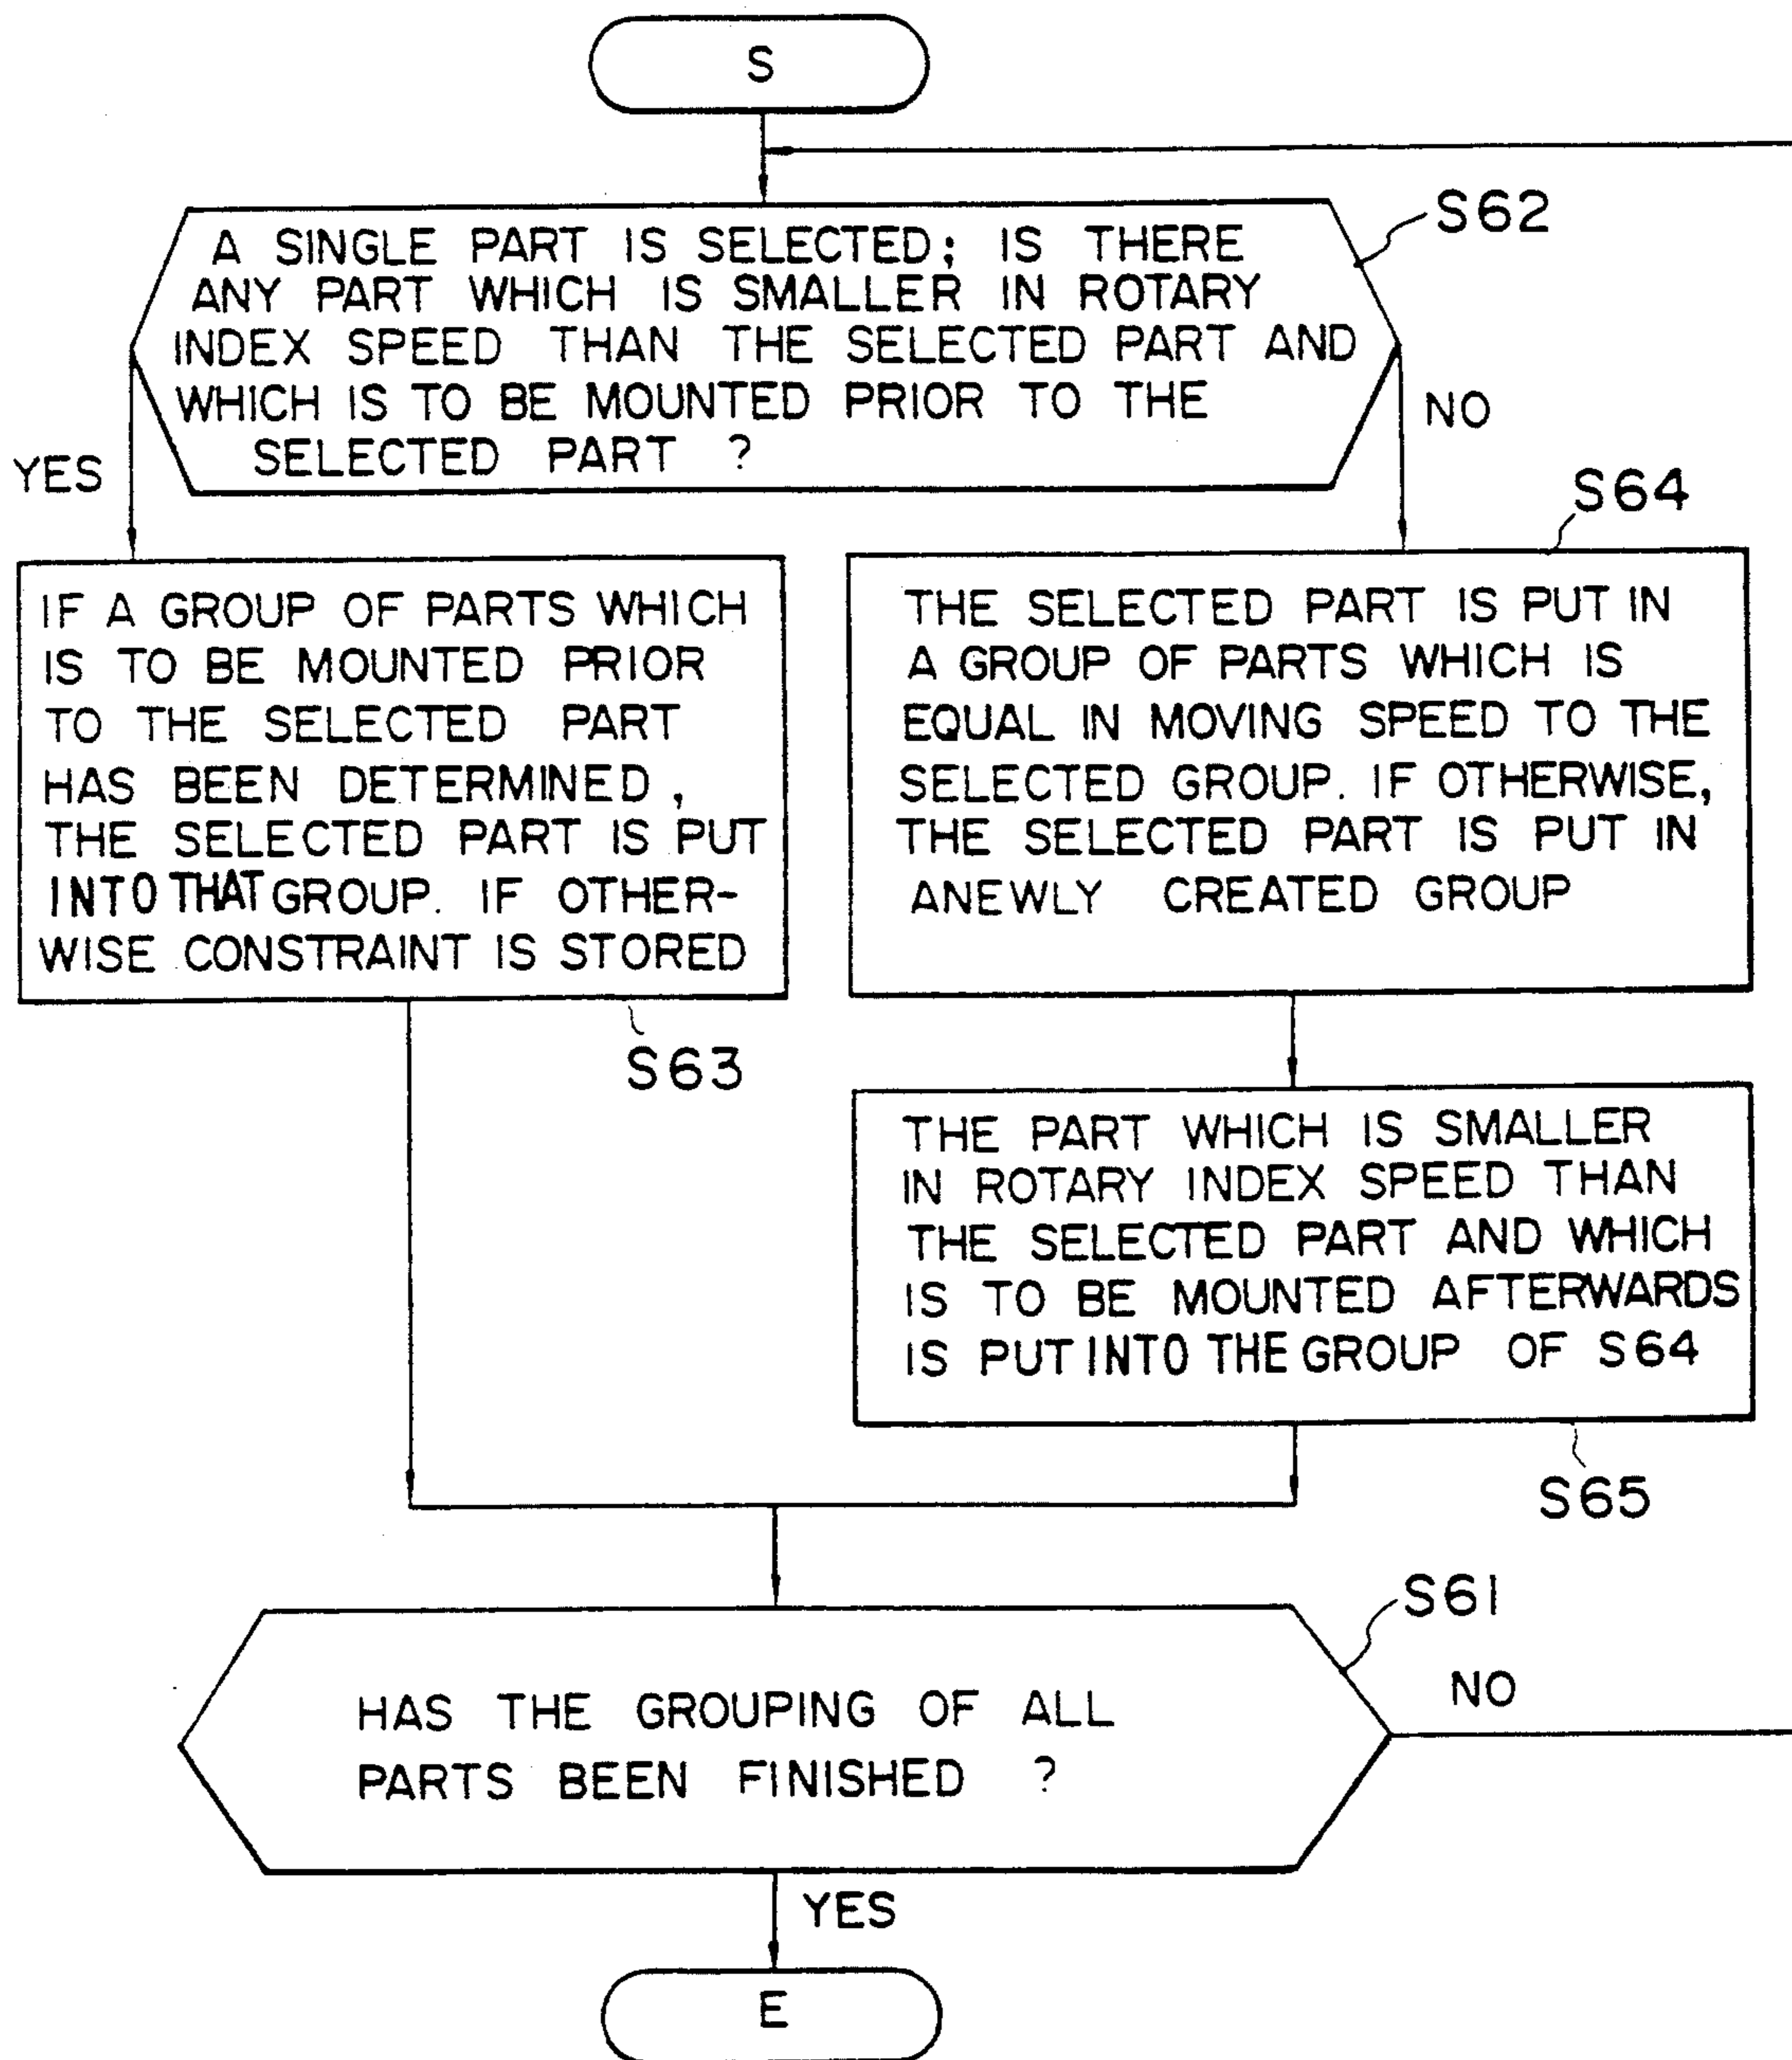 S
A SINGLE PART IS SELECTED; IS THERE
ANY PART WHICH IS SMALLER IN ROTARY
INDEX SPEED THAN THE SELECTED PART AND
WHICH IS TO BE MOUNTED PRIOR TO THE
SELECTED PART ?
S62
YES
NO
IF A GROUP OF PARTS WHICH
IS TO BE MOUNTED PRIOR
TO THE SELECTED PART
HAS BEEN DETERMINED,
THE SELECTED PART IS PUT
INTO THAT GROUP. IF OTHER-
WISE CONSTRAINT IS STORED
S63
S64
THE SELECTED PART IS PUT IN
A GROUP OF PARTS WHICH IS
EQUAL IN MOVING SPEED TO THE
SELECTED GROUP. IF OTHERWISE,
THE SELECTED PART IS PUT IN
ANEWLY CREATED GROUP
THE PART WHICH IS SMALLER
IN ROTARY INDEX SPEED THAN
THE SELECTED PART AND WHICH
IS TO BE MOUNTED AFTERWARDS
IS PUT INTO THE GROUP OF S64
S65
S61
HAS THE GROUPING OF ALL
PARTS BEEN FINISHED ?
NO
YES
E